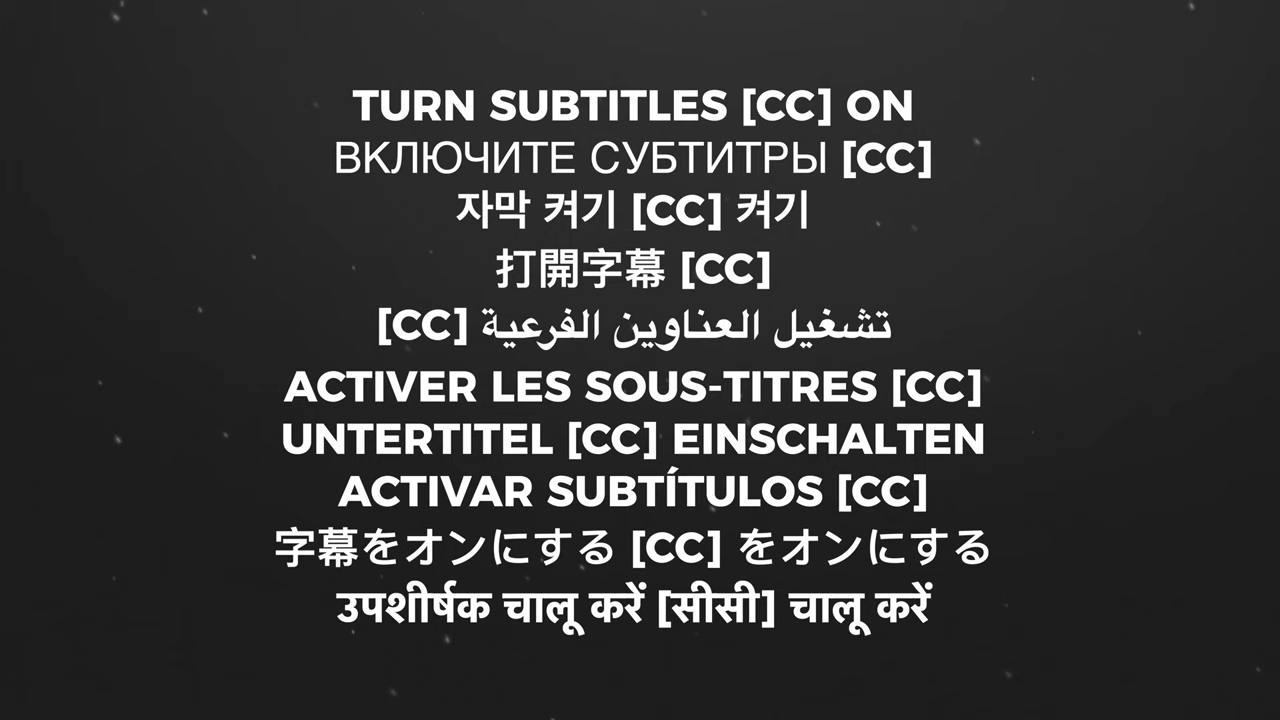 TURN SUBTITLES [CC] ON
ВКЛЮЧИТЕ СУБТИТРЫ [CC]
자막 켜기 [CC] 켜기
打開字幕 [CC]
تشغيل العناوين الفرعية [CC]
ACTIVER LES SOUS-TITRES [CC]
UNTERTITEL [CC] EINSCHALTEN
ACTIVAR SUBTÍTULOS [CC]
字幕をオンにする [CC] をオンにする
उपशीर्षक चालू करें [सीसी] चालू करें